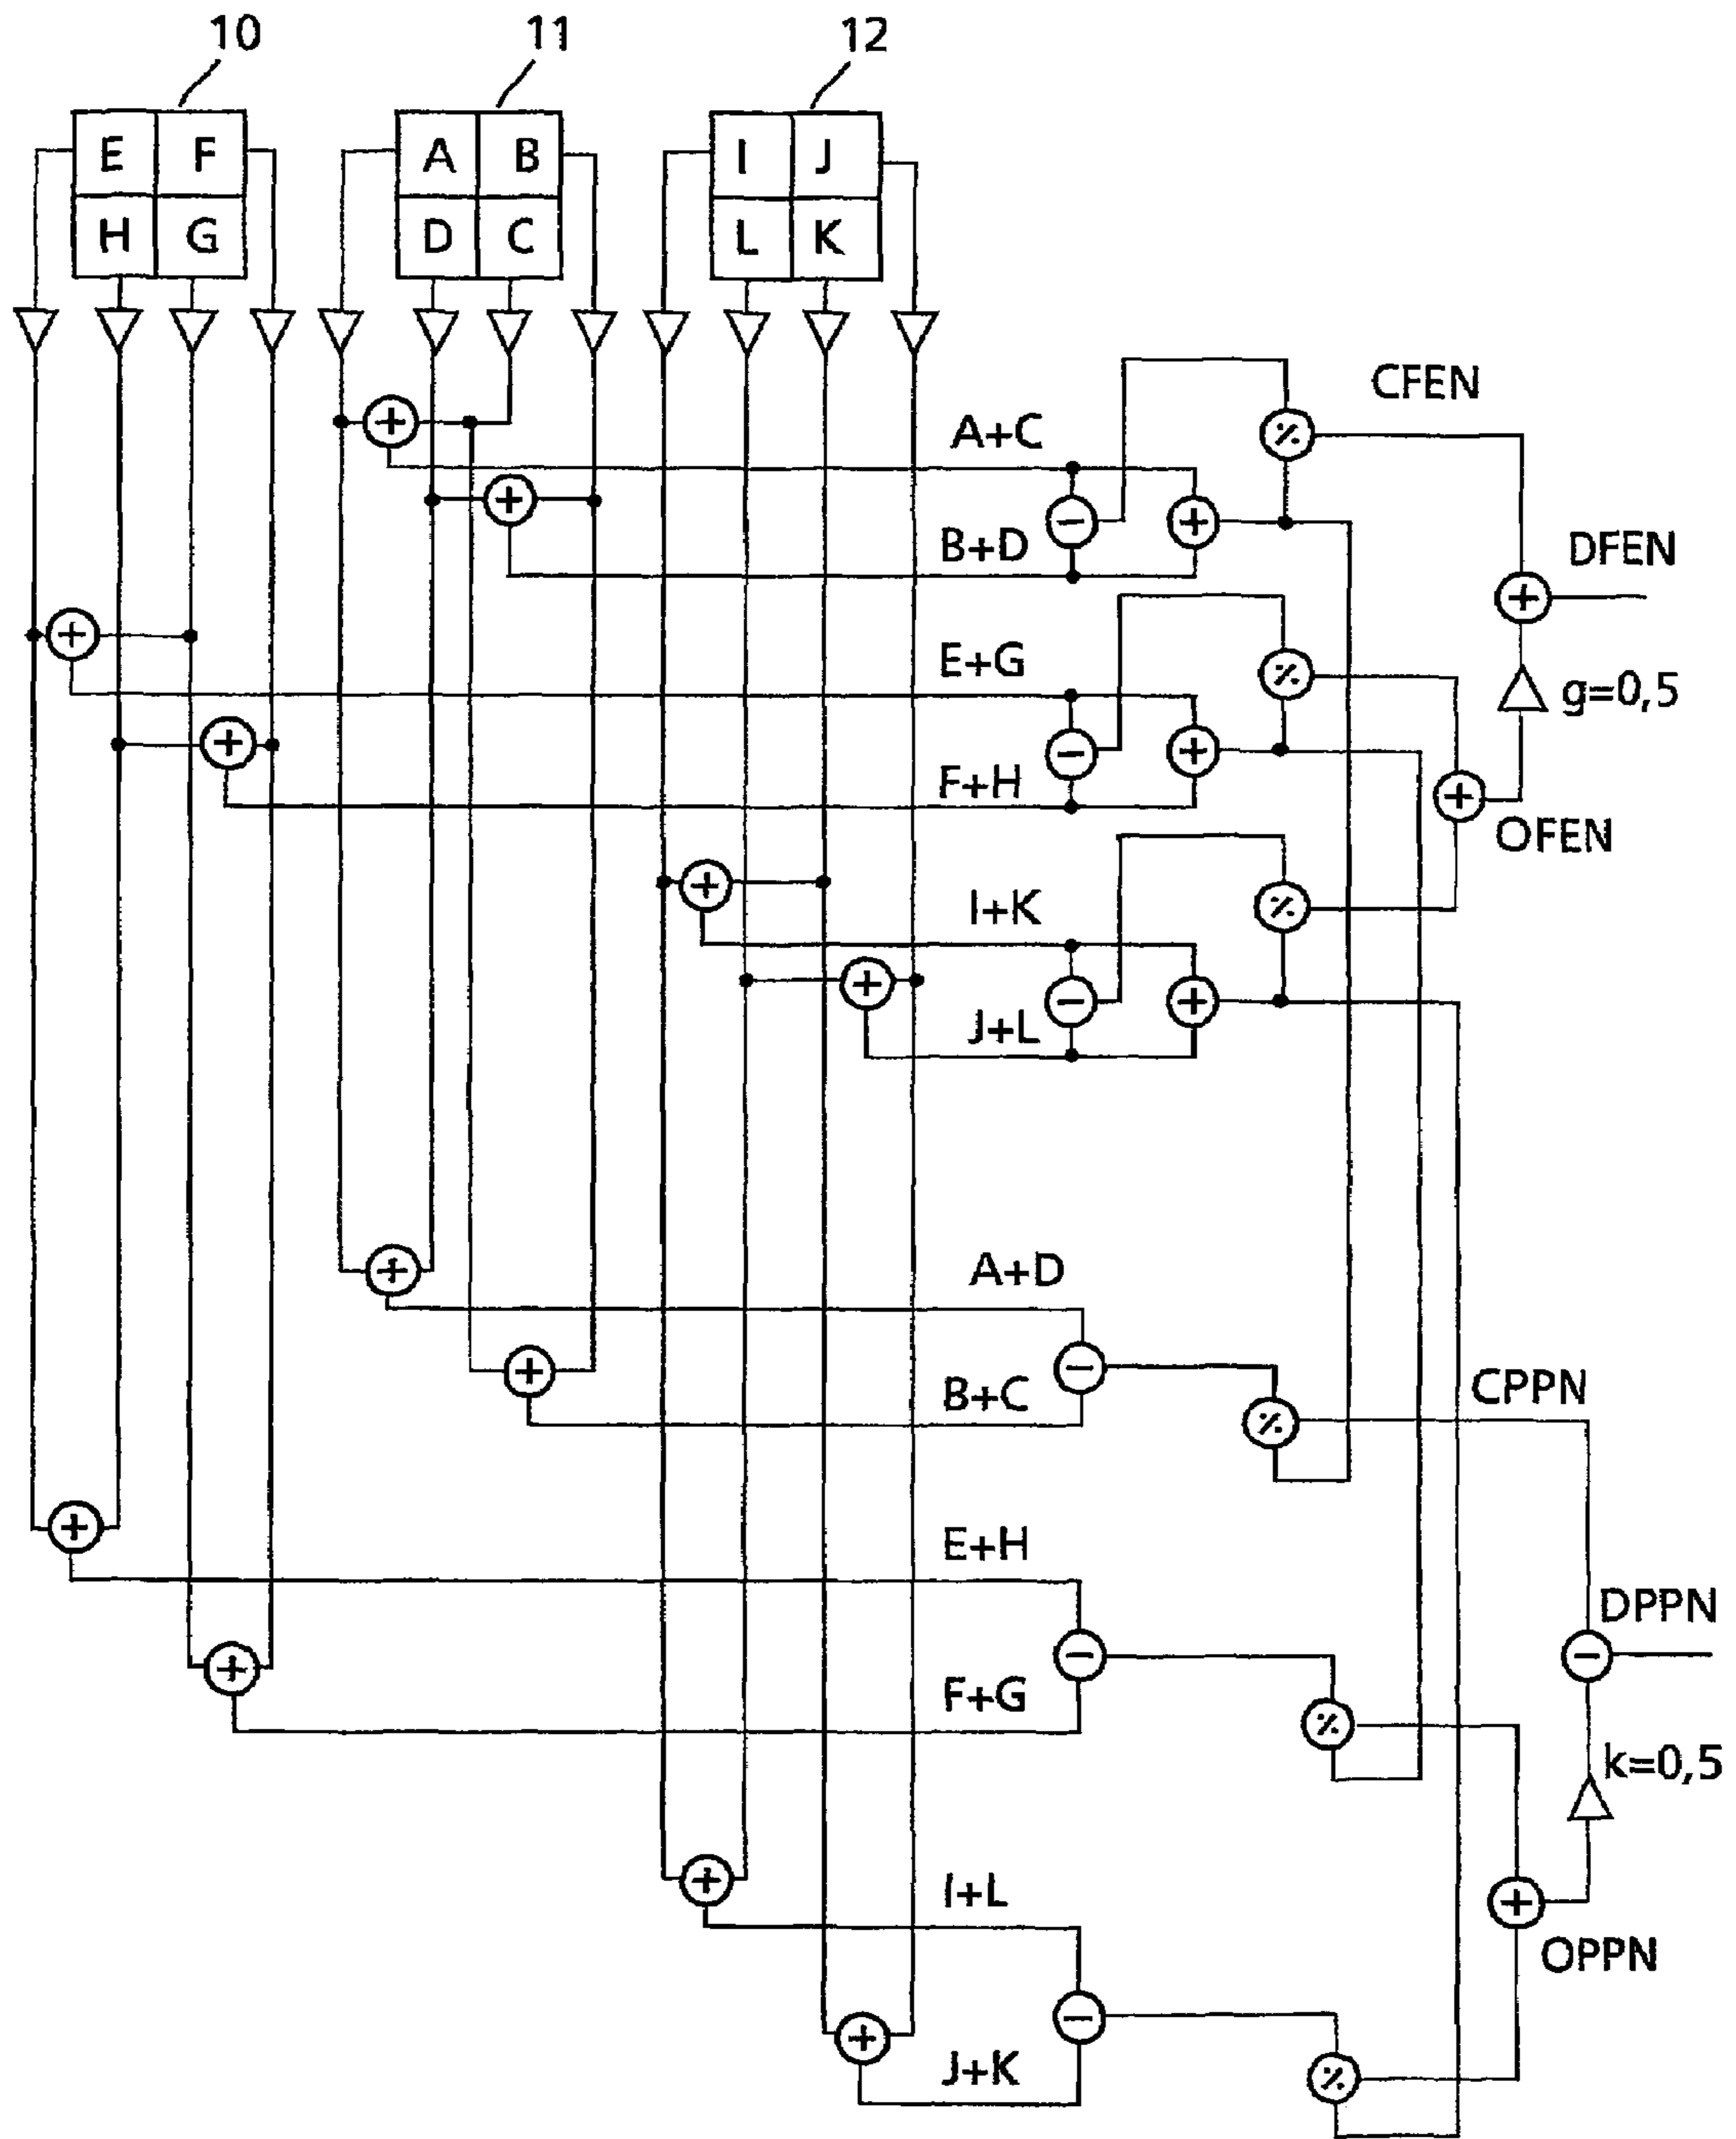 10
11
12
E F
A B
I J
H G
D C
L K
CFEN
A+C
B+D
DFEN
E+G
g=0,5
F+H
OFEN
I+K
J+L
A+D
CPPN
B+C
E+H
DPPN
F+G
k=0,5
I+L
OPPN
J+K